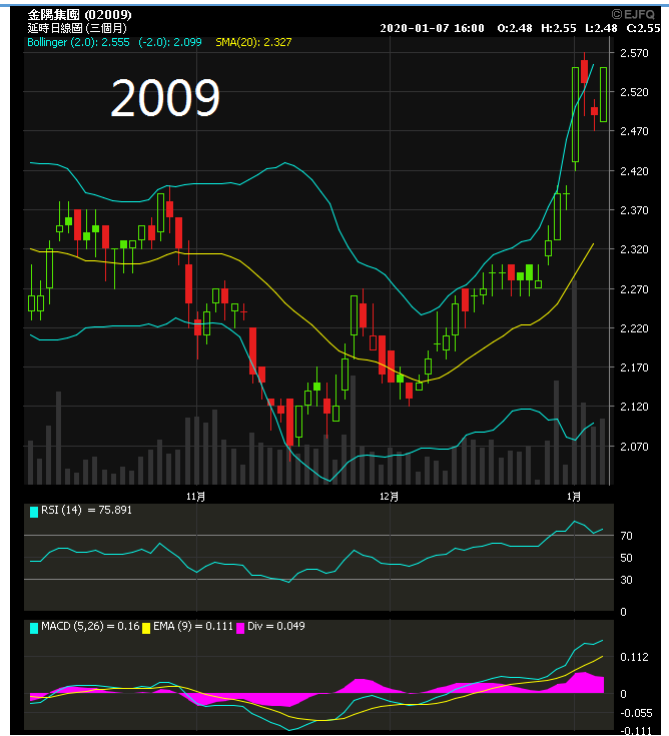 金隅集團 (02009)
©EJFQ
延時日線圖 (三個月)
2020-01-07 16:00 O:2.48 H:2.55 L:2.48 C:2.55
Bollinger (2.0): 2.555 (-2.0): 2.099 SMA(20): 2.327
2.570
2009
2.520
2.470
2.420
2.370
2.320
2.270
2.220
2.170
2.120
2.070
11月 12月 1月
RSI (14) = 75.891
70
50
30
0
MACD (5,26) = 0.16 EMA (9) = 0.111 Div = 0.049
0.112
0
-0.055
-0.111